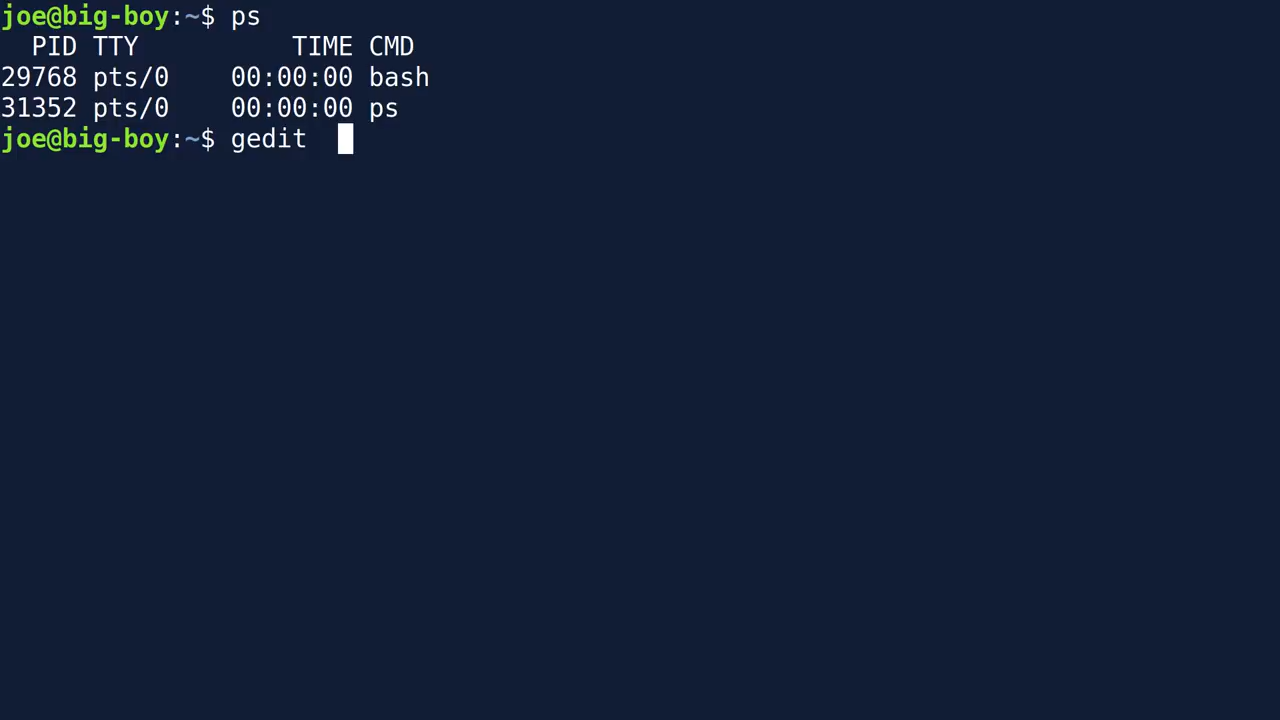 joe@big-boy:~$ ps
  PID TTY          TIME CMD
29768 pts/0    00:00:00 bash
31352 pts/0    00:00:00 ps
joe@big-boy:~$ gedit